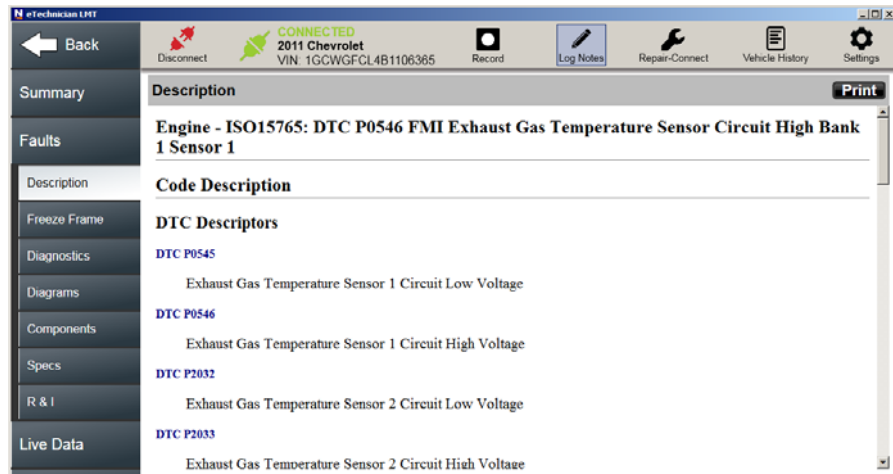 N eTechnician LMT
Back
Disconnect
CONNECTED
2011 Chevrolet
VIN: 1GCWGFCL4B1106365
Record
Log Notes
Repair-Connect
Vehicle History
Settings
Summary
Faults
Description
Freeze Frame
Diagnostics
Diagrams
Components
Specs
R & I
Live Data
Description
Print
Engine - ISO15765: DTC P0546 FMI Exhaust Gas Temperature Sensor Circuit High Bank
1 Sensor 1
Code Description
DTC Descriptors
DTC P0545
Exhaust Gas Temperature Sensor 1 Circuit Low Voltage
DTC P0546
Exhaust Gas Temperature Sensor 1 Circuit High Voltage
DTC P2032
Exhaust Gas Temperature Sensor 2 Circuit Low Voltage
DTC P2033
Exhaust Gas Temperature Sensor 2 Circuit High Voltage